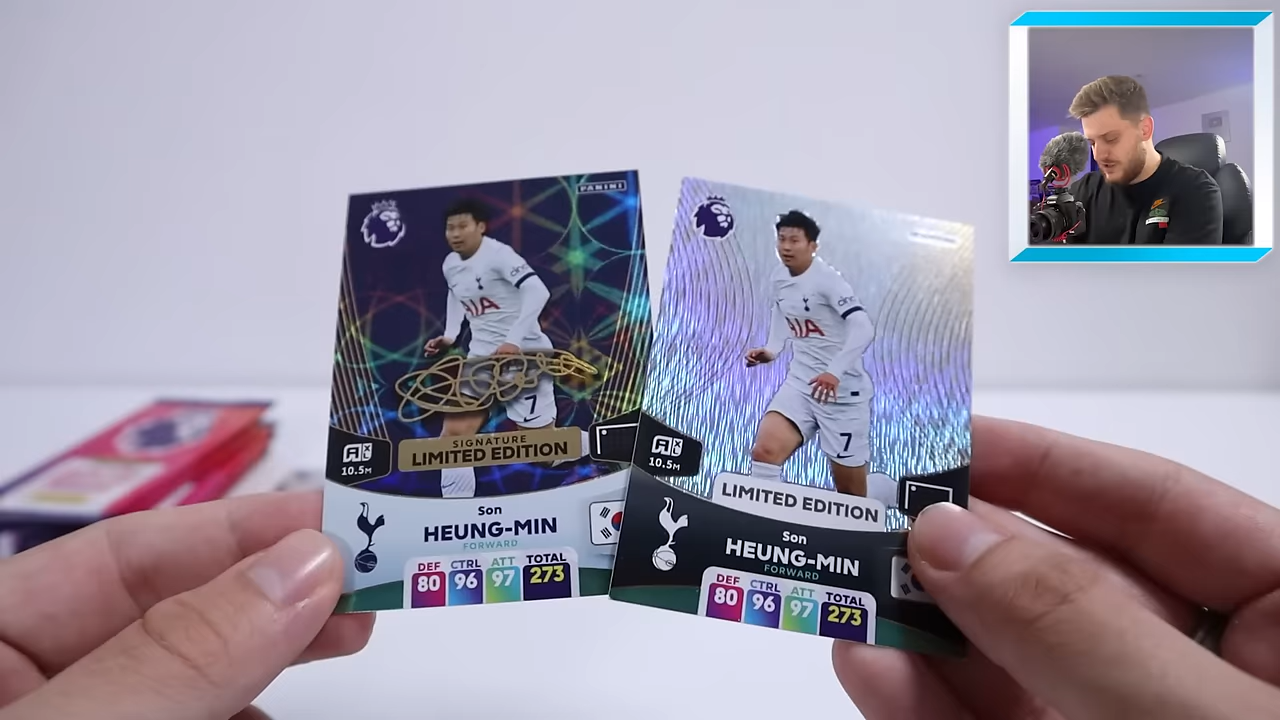 PANINI
AIA
7
SIGNATURE
LIMITED EDITION
10.5M
Son
HEUNG-MIN
FORWARD
DEF
80
CTRL
96
ATT
97
TOTAL
273
AIA
7
10.5M
LIMITED EDITION
Son
HEUNG-MIN
FORWARD
DEF
80
CTRL
96
ATT
97
TOTAL
273